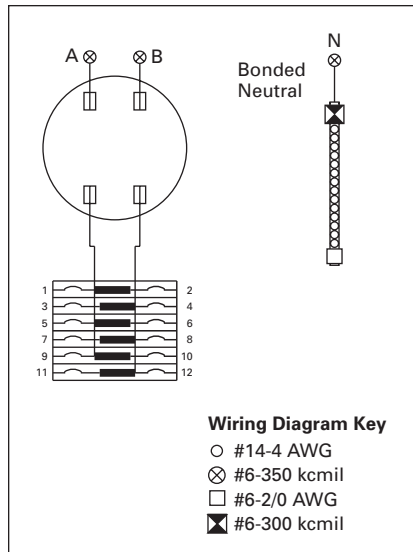 A
B
N
Bonded
Neutral
1 2
3 4
5 6
7 8
9 10
11 12
Wiring Diagram Key
#14-4 AWG
#6-350 kcmil
#6-2/0 AWG
#6-300 kcmil